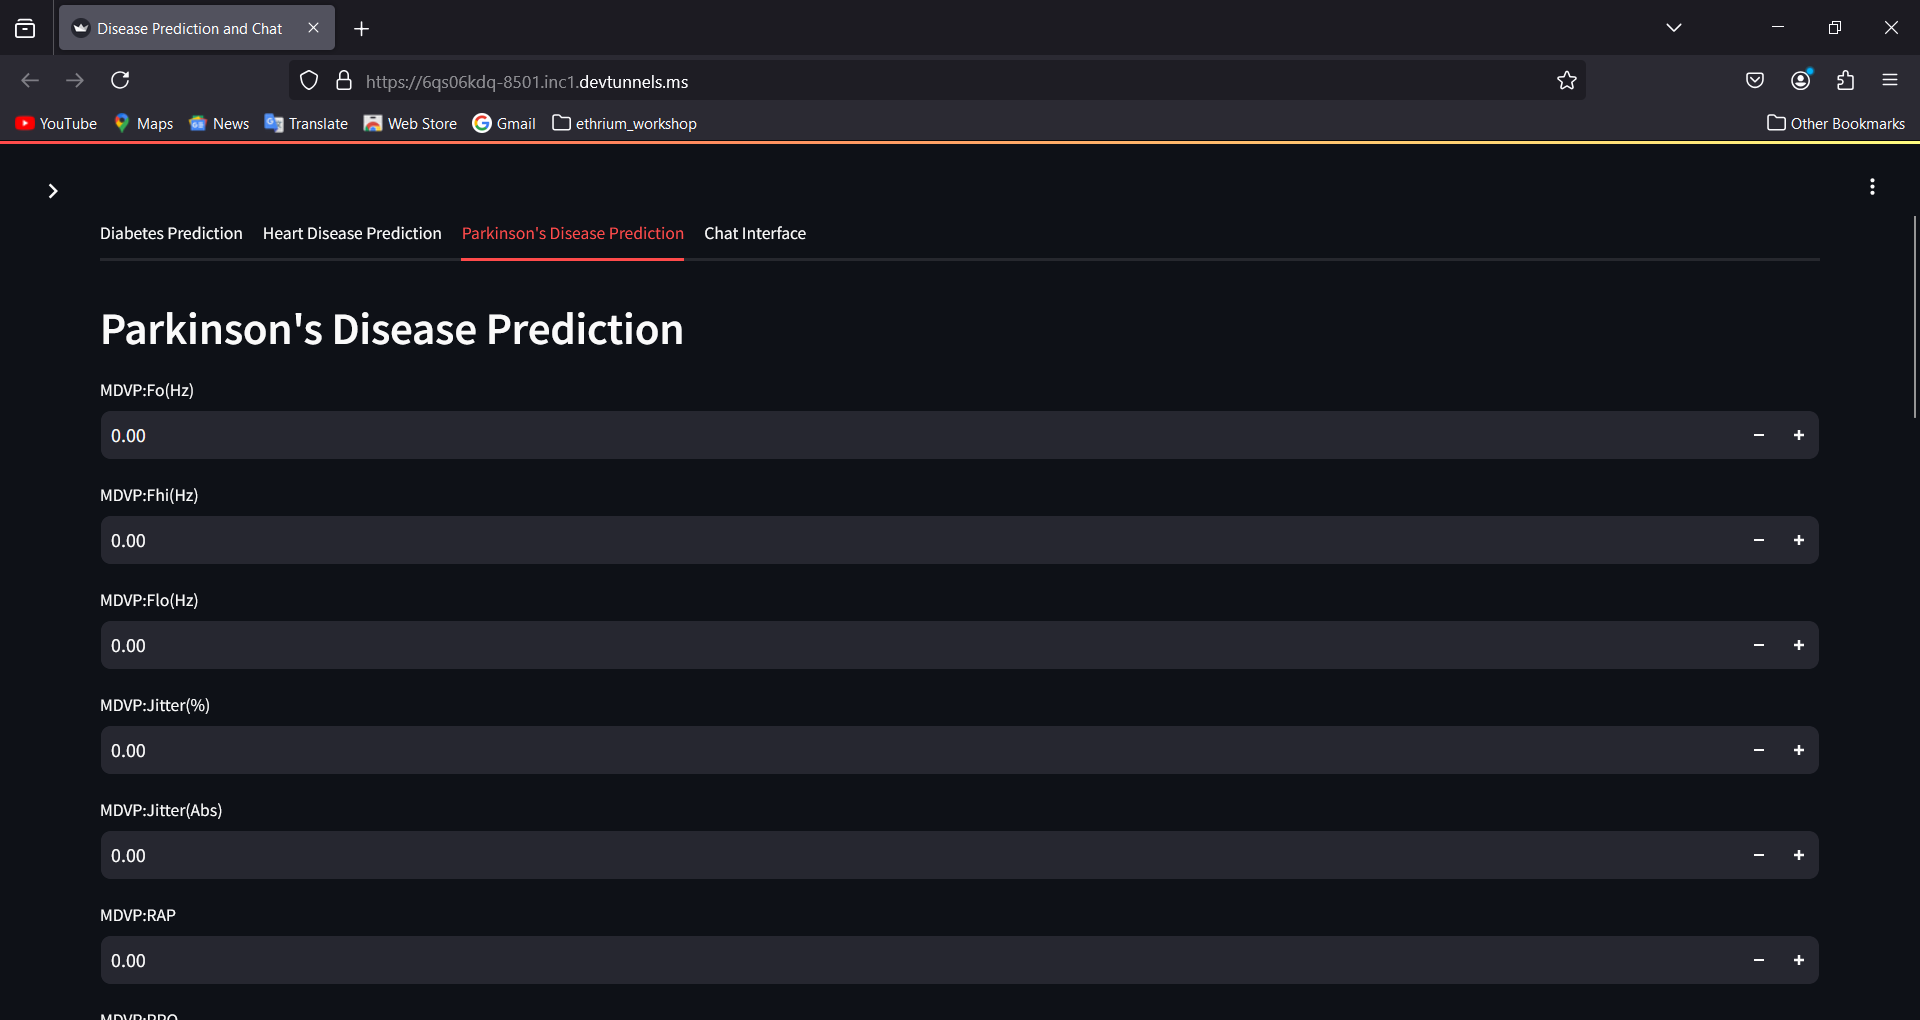 Disease Prediction and Chat
https://6qs06kdq-8501.inc1.devtunnels.ms
YouTube Maps News Translate Web Store Gmail ethrium_workshop Other Bookmarks
Diabetes Prediction Heart Disease Prediction Parkinson's Disease Prediction Chat Interface
Parkinson's Disease Prediction
MDVP:Fo(Hz)
0.00
MDVP:Fhi(Hz)
0.00
MDVP:Flo(Hz)
0.00
MDVP:Jitter(%)
0.00
MDVP:Jitter(Abs)
0.00
MDVP:RAP
0.00
MDVP:PPQ